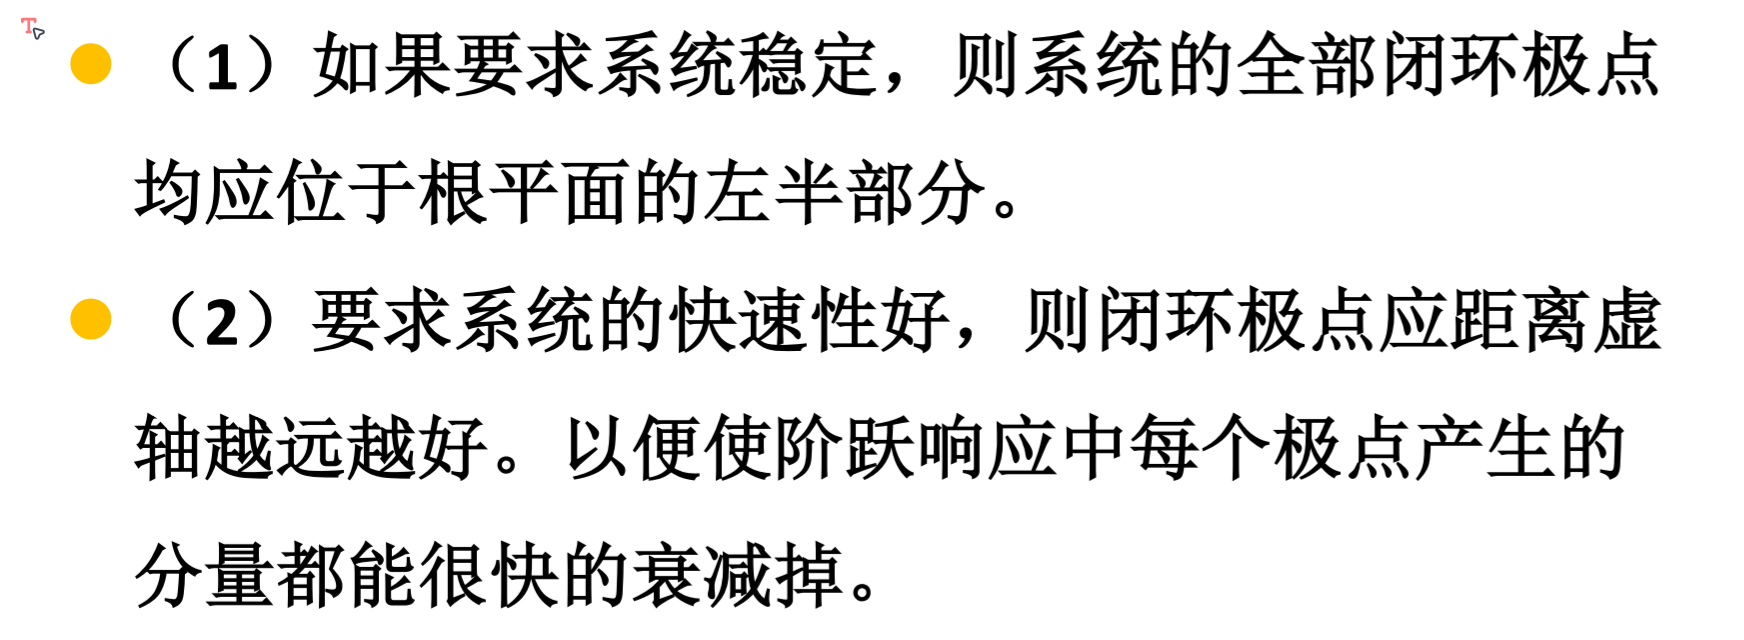 （1）如果要求系统稳定，则系统的全部闭环极点
均应位于根平面的左半部分。
（2）要求系统的快速性好，则闭环极点应距离虚
轴越远越好。以便使阶跃响应中每个极点产生的
分量都能很快的衰减掉。